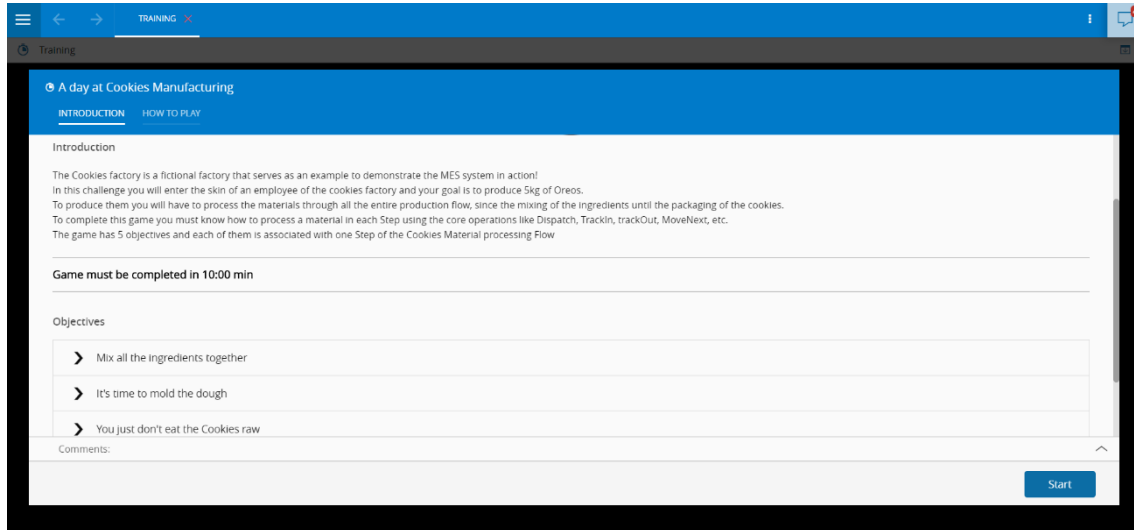 TRAINING
Training
A day at Cookies Manufacturing
INTRODUCTION HOW TO PLAY
Introduction
The Cookies factory is a fictional factory that serves as an example to demonstrate the MES system in action!
In this challenge you will enter the skin of an employee of the cookies factory and your goal is to produce 5kg of Oreos.
To produce them you will have to process the materials through all the entire production flow, since the mixing of the ingredients until the packaging of the cookies.
To complete this game you must know how to process a material in each Step using the core operations like Dispatch, TrackIn, trackOut, MoveNext, etc.
The game has 5 objectives and each of them is associated with one Step of the Cookies Material processing Flow
Game must be completed in 10:00 min
Objectives
Mix all the ingredients together
It's time to mold the dough
You just don't eat the Cookies raw
Comments:
Start